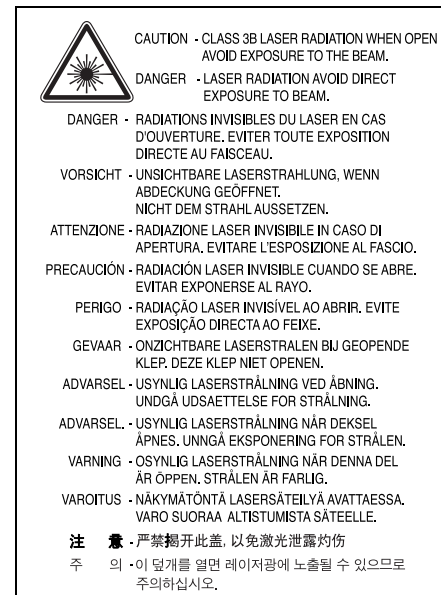 CAUTION - CLASS 3B LASER RADIATION WHEN OPEN
AVOID EXPOSURE TO THE BEAM.
DANGER - LASER RADIATION AVOID DIRECT
EXPOSURE TO BEAM.
DANGER - RADIATIONS INVISIBLES DU LASER EN CAS
D'OUVERTURE. EVITER TOUTE EXPOSITION
DIRECTE AU FAISCEAU.
VORSICHT - UNSICHTBARE LASERSTRAHLUNG, WENN
ABDECKUNG GEÖFFNET.
NICHT DEM STRAHL AUSSETZEN.
ATTENZIONE - RADIAZIONE LASER INVISIBILE IN CASO DI
APERTURA. EVITARE L'ESPOSIZIONE AL FASCIO.
PRECAUCIÓN - RADIACIÓN LASER INVISIBLE CUANDO SE ABRE.
EVITAR EXPONERSE AL RAYO.
PERIGO - RADIAÇÃO LASER INVISÍVEL AO ABRIR. EVITE
EXPOSIÇÃO DIRECTA AO FEIXE.
GEVAAR - ONZICHTBARE LASERSTRALEN BIJ GEOPENDE
KLEP. DEZE KLEP NIET OPENEN.
ADVARSEL - USYNLIG LASERSTRÅLNING VED ÅBNING.
UNDGÅ UDSAETTELSE FOR STRÅLNING.
ADVARSEL. - USYNLIG LASERSTRÅLNING NÅR DEKSEL
ÅPNES. UNNGÅ EKSPONERING FOR STRÅLEN.
VARNING - OSYNLIG LASERSTRÅLNING NÄR DENNA DEL
ÄR ÖPPEN. STRÅLEN ÄR FARLIG.
VAROITUS - NÄKYMÄTÖNTÄ LASERSÄTEILYÄ AVATTAESSA.
VARO SUORAA ALTISTUMISTA SÄTEELLE.
注 意 - 严禁揭开此盖, 以免激光泄露灼伤
주 의 - 이 덮개를 열면 레이저광에 노출될 수 있으므로
주의하십시오.